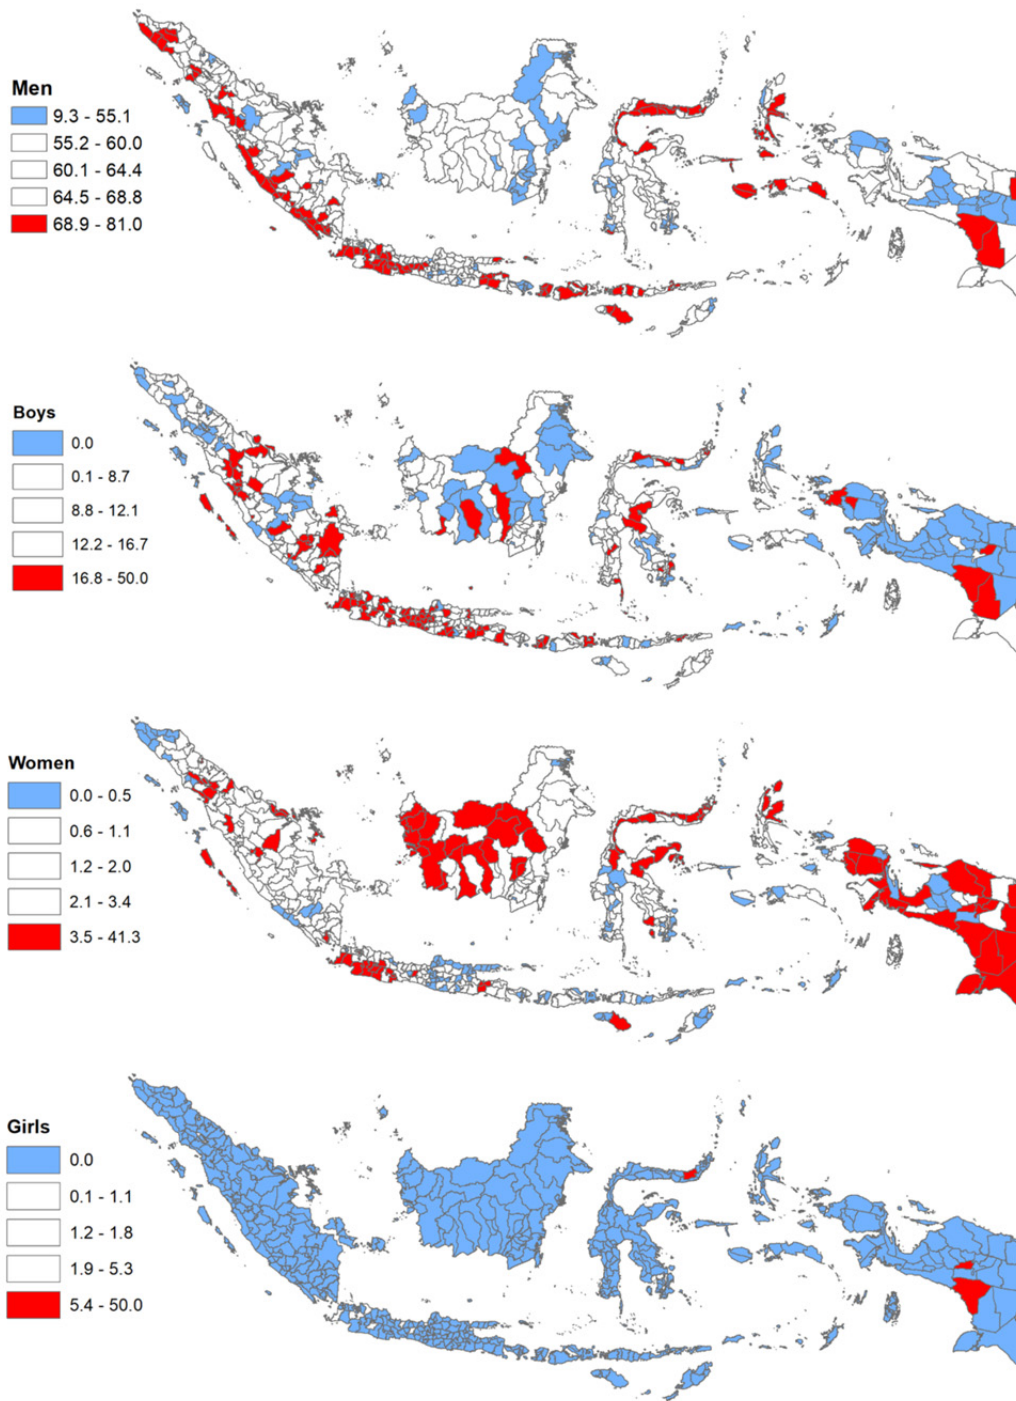 Men
9.3 - 55.1
55.2 - 60.0
60.1 - 64.4
64.5 - 68.8
68.9 - 81.0
Boys
0.0
0.1 - 8.7
8.8 - 12.1
12.2 - 16.7
16.8 - 50.0
Women
0.0 - 0.5
0.6 - 1.1
1.2 - 2.0
2.1 - 3.4
3.5 - 41.3
Girls
0.0
0.1 - 1.1
1.2 - 1.8
1.9 - 5.3
5.4 - 50.0